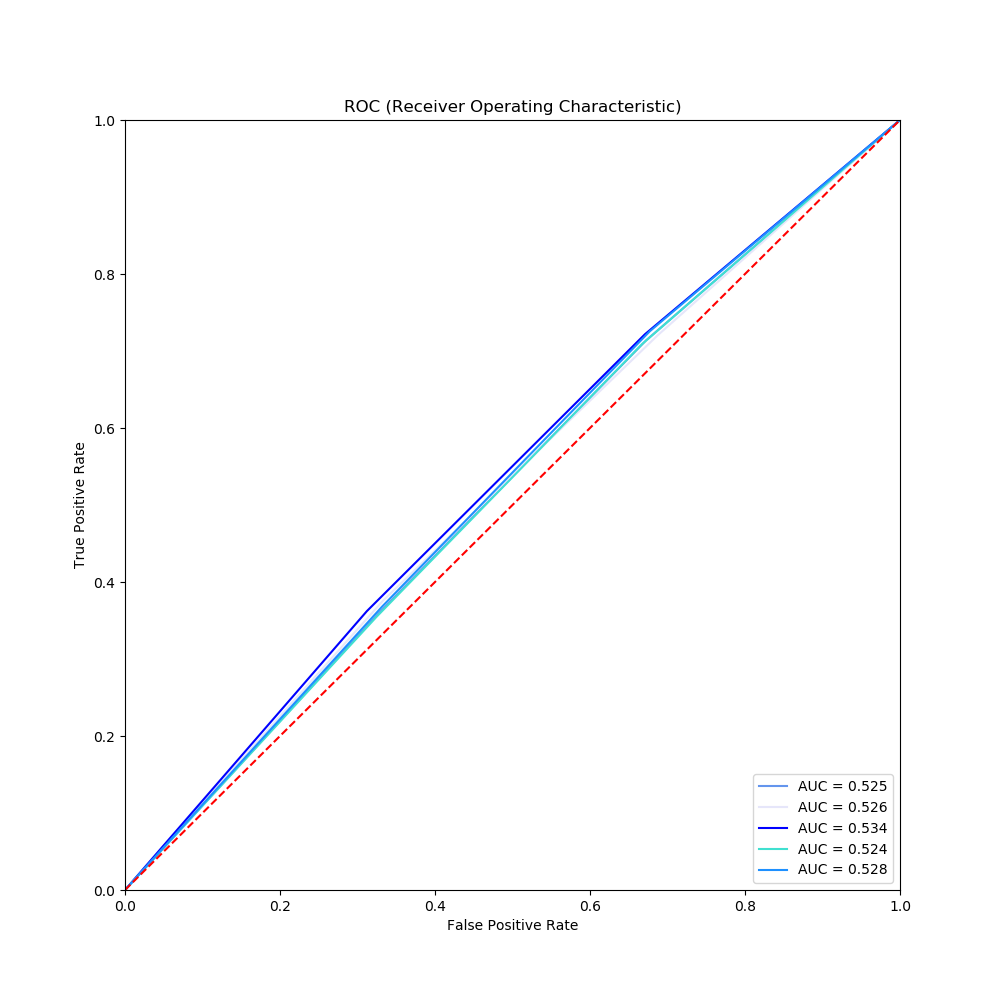 ROC (Receiver Operating Characteristic)
1.0
0.8
0.6
0.4
0.2
0.0
True Positive Rate
0.0 0.2 0.4 0.6 0.8 1.0
False Positive Rate
AUC = 0.525
AUC = 0.526
AUC = 0.534
AUC = 0.524
AUC = 0.528